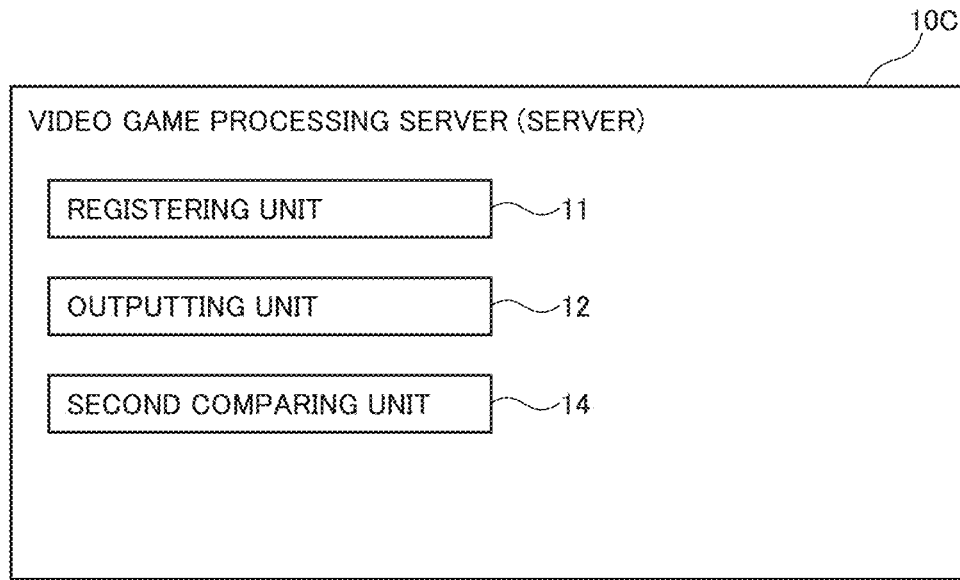 10C
VIDEO GAME PROCESSING SERVER (SERVER)
REGISTERING UNIT 11
OUTPUTTING UNIT 12
SECOND COMPARING UNIT 14